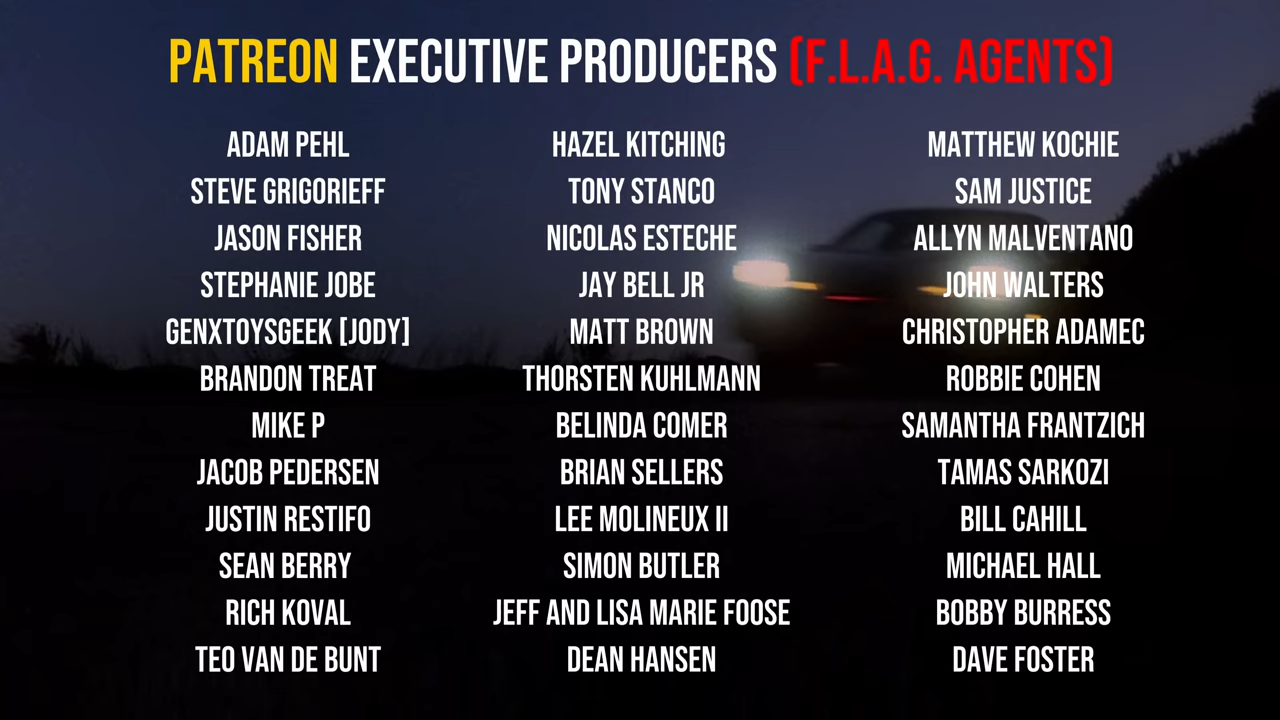 PATREON EXECUTIVE PRODUCERS (F.L.A.G. AGENTS)
ADAM PEHL
STEVE GRIGORIEFF
JASON FISHER
STEPHANIE JOBE
GENXTOYSGEEK [JODY]
BRANDON TREAT
MIKE P
JACOB PEDERSEN
JUSTIN RESTIFO
SEAN BERRY
RICH KOVAL
TEO VAN DE BUNT
HAZEL KITCHING
TONY STANCO
NICOLAS ESTECHE
JAY BELL JR
MATT BROWN
THORSTEN KUHLMANN
BELINDA COMER
BRIAN SELLERS
LEE MOLINEUX II
SIMON BUTLER
JEFF AND LISA MARIE FOOSE
DEAN HANSEN
MATTHEW KOCHIE
SAM JUSTICE
ALLYN MALVENTANO
JOHN WALTERS
CHRISTOPHER ADAMEC
ROBBIE COHEN
SAMANTHA FRANTZICH
TAMAS SARKOZI
BILL CAHILL
MICHAEL HALL
BOBBY BURRESS
DAVE FOSTER